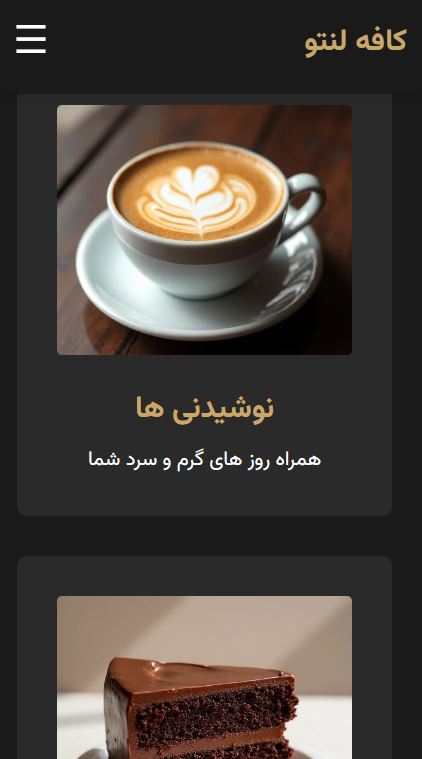 کافه لنتو
نوشیدنی ها
همراه روز های گرم و سرد شما